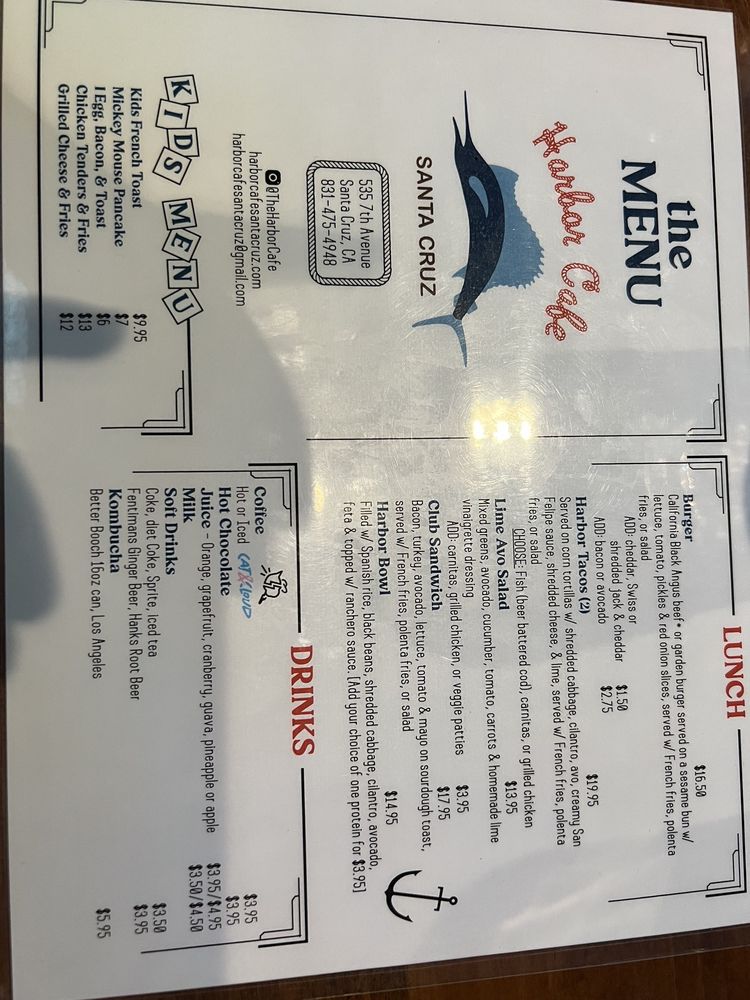 the
MENU
Harbor Cafe
SANTA CRUZ
535 7th Avenue
Santa Cruz, CA
831-475-4948
@TheHarborCafe
harborcafesantacruz.com
harborcafesantacruz@gmail.com
KIDS MENU
Kids French Toast $9.95
Mickey Mouse Pancake $7
1 Egg, Bacon, & Toast $6
Chicken Tenders & Fries $13
Grilled Cheese & Fries $12
LUNCH
Burger $16.50
California Black Angus beef* or garden burger served on a sesame bun w/
lettuce, tomato, pickles & red onion slices, served w/ French fries, polenta
fries, or salad
ADD: cheddar, Swiss or
shredded jack & cheddar $1.50
ADD: bacon or avocado $2.75
Harbor Tacos (2) $19.95
Served on corn tortillas w/ shredded cabbage, cilantro, avo, creamy San
Felipe sauce, shredded cheese, & lime, served w/ French fries, polenta
fries, or salad
CHOOSE: Fish (beer battered cod), carnitas, or grilled chicken
Lime Avo Salad $13.95
Mixed greens, avocado, cucumber, tomato, carrots & homemade lime
vinaigrette dressing
ADD: carnitas, grilled chicken, or veggie patties $3.95
Club Sandwich $17.95
Bacon, turkey, avocado, lettuce, tomato & mayo on sourdough toast,
served w/ French fries, polenta fries, or salad
Harbor Bowl $14.95
Filled w/ Spanish rice, black beans, shredded cabbage, cilantro, avocado,
feta & topped w/ ranchero sauce. [Add your choice of one protein for $3.95]
DRINKS
Coffee $3.95
Hot or Iced CAT & CLOUD
Hot Chocolate $3.95
Juice - Orange, grapefruit, cranberry, guava, pineapple or apple $3.95/$4.95
Milk $3.50/$4.50
Soft Drinks
Coke, diet Coke, Sprite, iced tea $3.50
Fentimans Ginger Beer, Hanks Root Beer $3.95
Kombucha
Better Booch 16oz can, Los Angeles $5.95